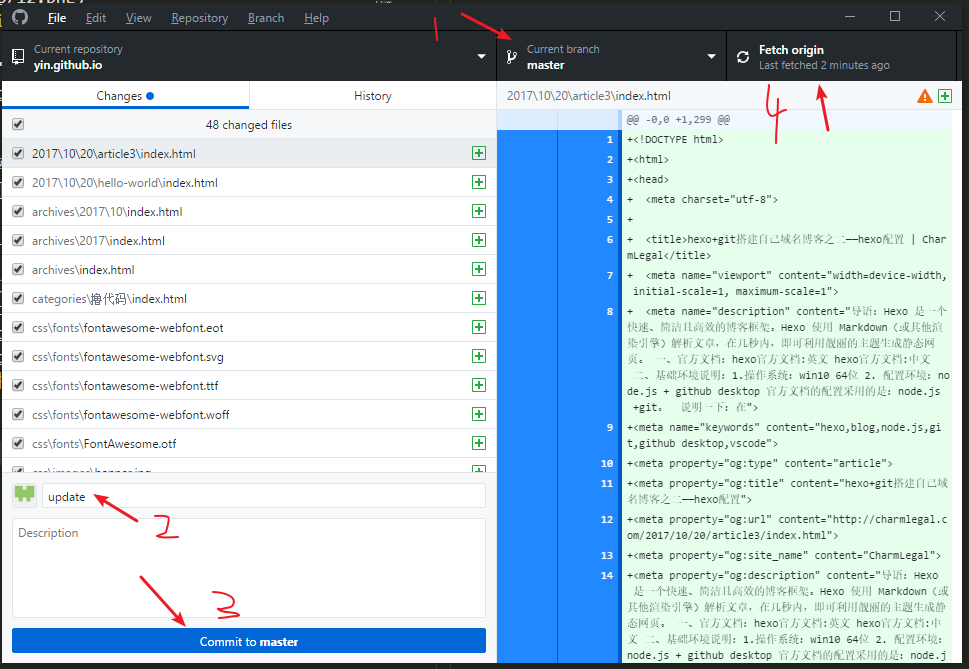 File Edit View Repository Branch Help
1
Current repository
yin.github.io
Current branch
master
Fetch origin
Last fetched 2 minutes ago
4
Changes History
48 changed files
2017\10\20\article3\index.html
2017\10\20\hello-world\index.html
archives\2017\10\index.html
archives\2017\index.html
archives\index.html
categories\撸代码\index.html
css\fonts\fontawesome-webfont.eot
css\fonts\fontawesome-webfont.svg
css\fonts\fontawesome-webfont.ttf
css\fonts\fontawesome-webfont.woff
css\fonts\FontAwesome.otf
update
2
Description
3
Commit to master
2017\10\20\article3\index.html
@@ -0,0 +1,299 @@
1 +<!DOCTYPE html>
2 +<html>
3 +<head>
4 +  <meta charset="utf-8">
5 +
6 +  <title>hexo+git搭建自己域名博客之二——hexo配置 | Char
mLegal</title>
7 +  <meta name="viewport" content="width=device-width,
initial-scale=1, maximum-scale=1">
8 +  <meta name="description" content="导语: Hexo 是一个
快速、简洁且高效的博客框架。Hexo 使用 Markdown（或其他渲
染引擎）解析文章，在几秒内，即可利用靓丽的主题生成静态网
页。 一、官方文档: hexo官方文档:英文 hexo官方文档:中文
二、基础环境说明: 1.操作系统: win10 64位 2. 配置环境: no
de.js + github desktop 官方文档的配置采用的是: node.js
+git。 说明一下: 在">
9 +<meta name="keywords" content="hexo,blog,node.js,gi
t,github desktop,vscode">
10 +<meta property="og:type" content="article">
11 +<meta property="og:title" content="hexo+git搭建自己域
名博客之二——hexo配置">
12 +<meta property="og:url" content="http://charmlegal.c
om/2017/10/20/article3/index.html">
13 +<meta property="og:site_name" content="CharmLegal">
14 +<meta property="og:description" content="导语: Hexo
是一个快速、简洁且高效的博客框架。Hexo 使用 Markdown（或
其他渲染引擎）解析文章，在几秒内，即可利用靓丽的主题生成静
态网页。 一、官方文档: hexo官方文档:英文 hexo官方文档:中
文 二、基础环境说明: 1.操作系统: win10 64位 2. 配置环境:
node.js + github desktop 官方文档的配置采用的是: node.j